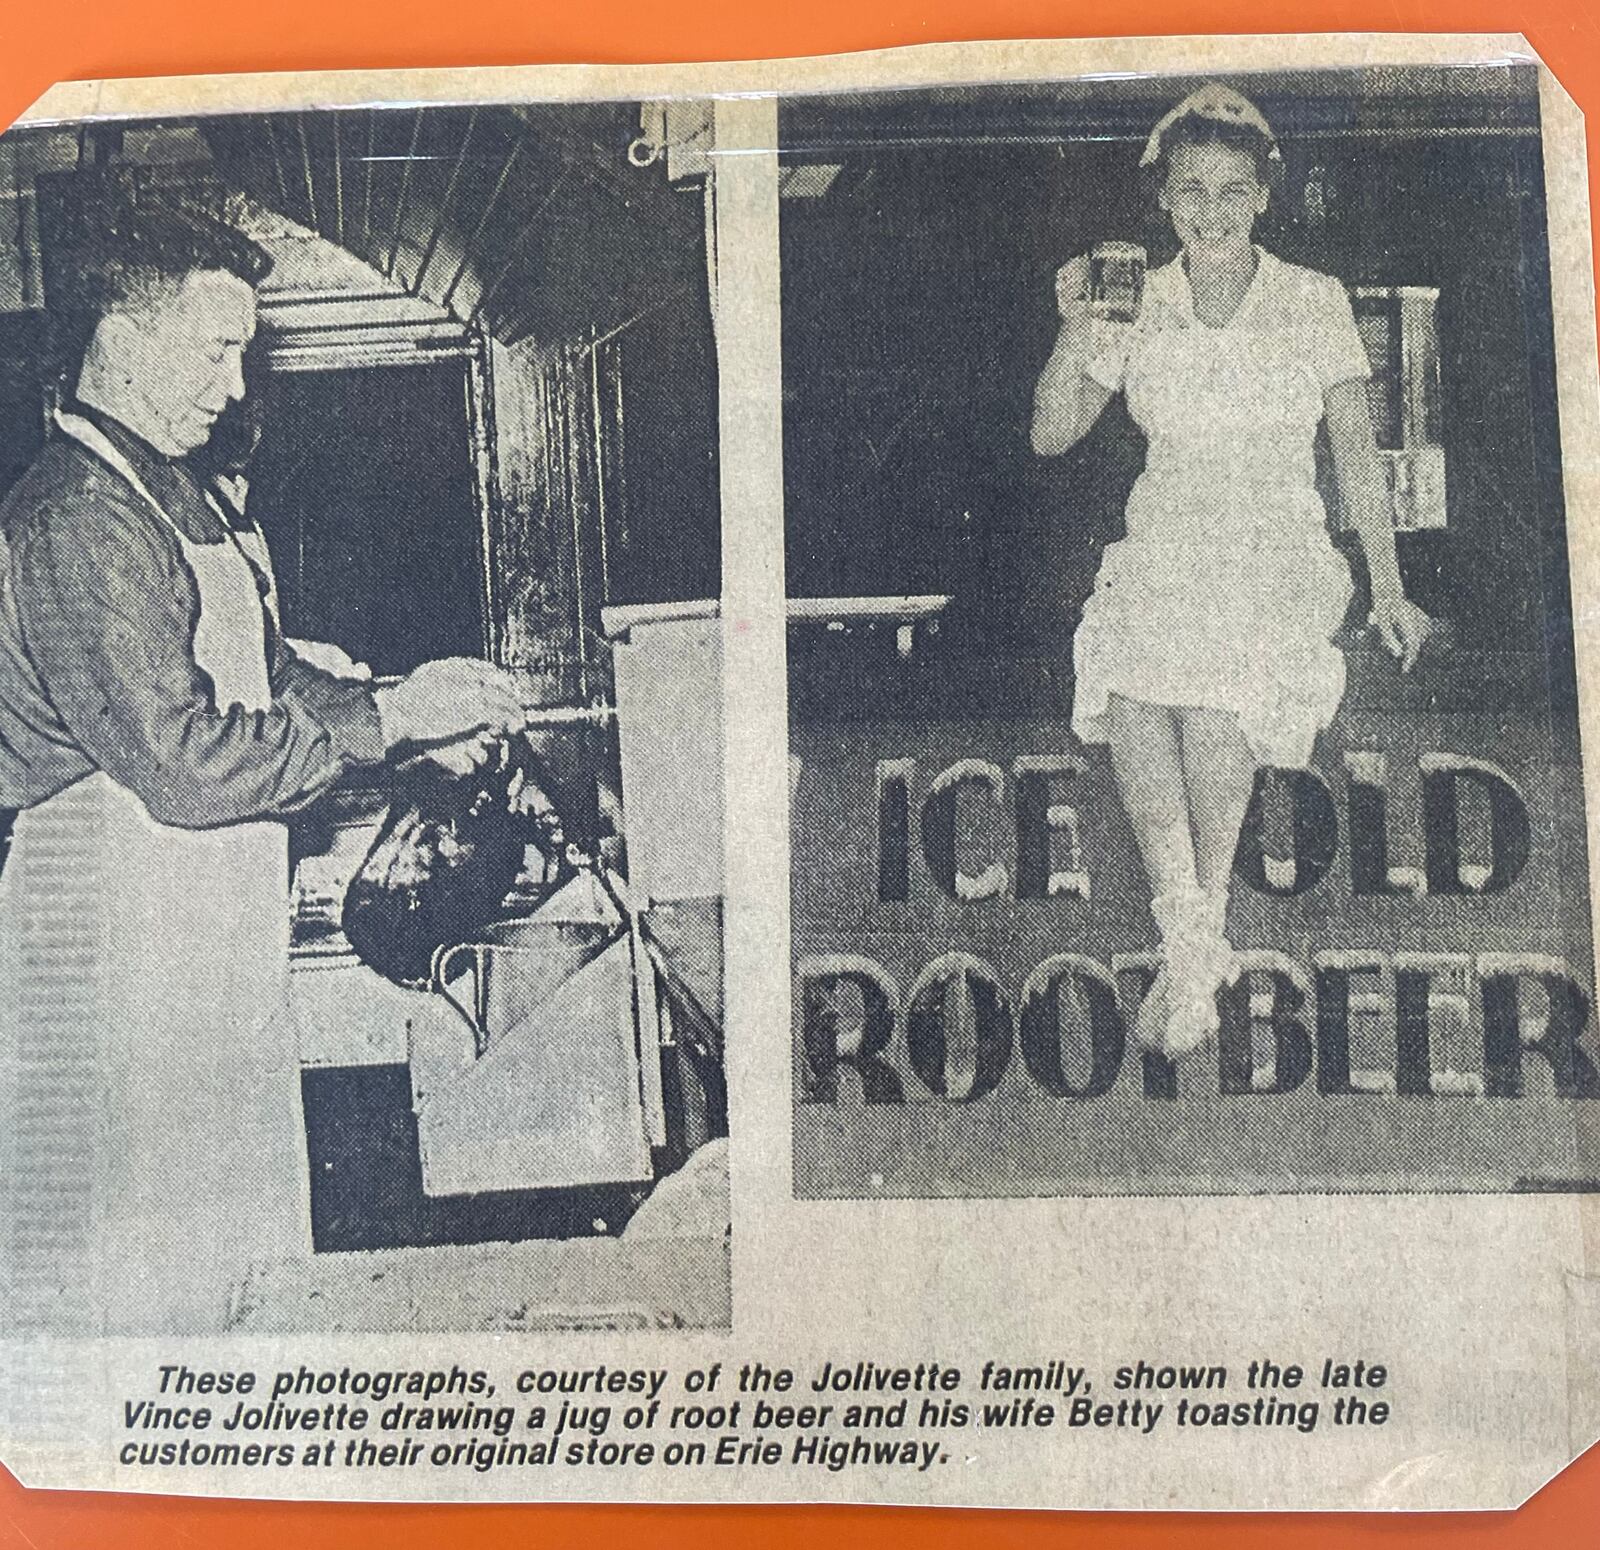 ICE OLD
ROOT BEER
These photographs, courtesy of the Jolivette family, shown the late
Vince Jolivette drawing a jug of root beer and his wife Betty toasting the
customers at their original store on Erie Highway.